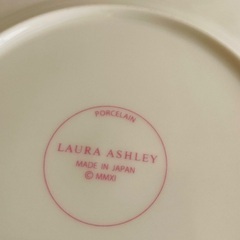 PORCELAIN
LAURA ASHLEY
MADE IN JAPAN
© MMXI